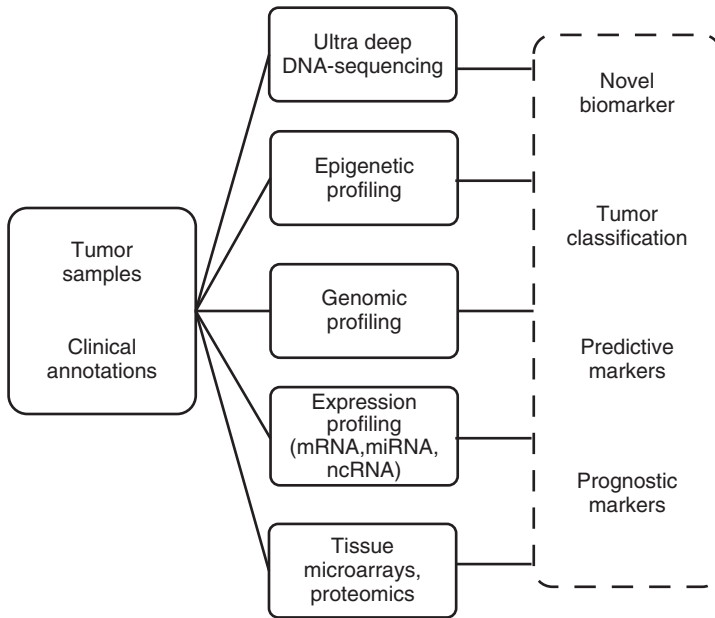 Tumor
samples
Clinical
annotations
Ultra deep
DNA-sequencing
Epigenetic
profiling
Genomic
profiling
Expression
profiling
(mRNA,miRNA,
ncRNA)
Tissue
microarrays,
proteomics
Novel
biomarker
Tumor
classification
Predictive
markers
Prognostic
markers